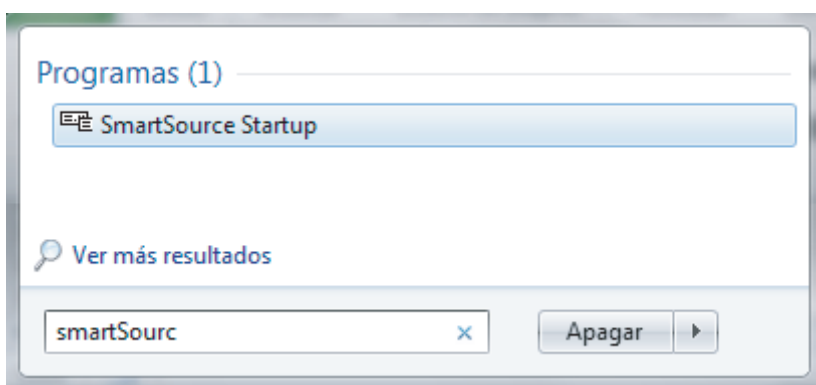 Programas (1)
SmartSource Startup
Ver más resultados
smartSourc
Apagar